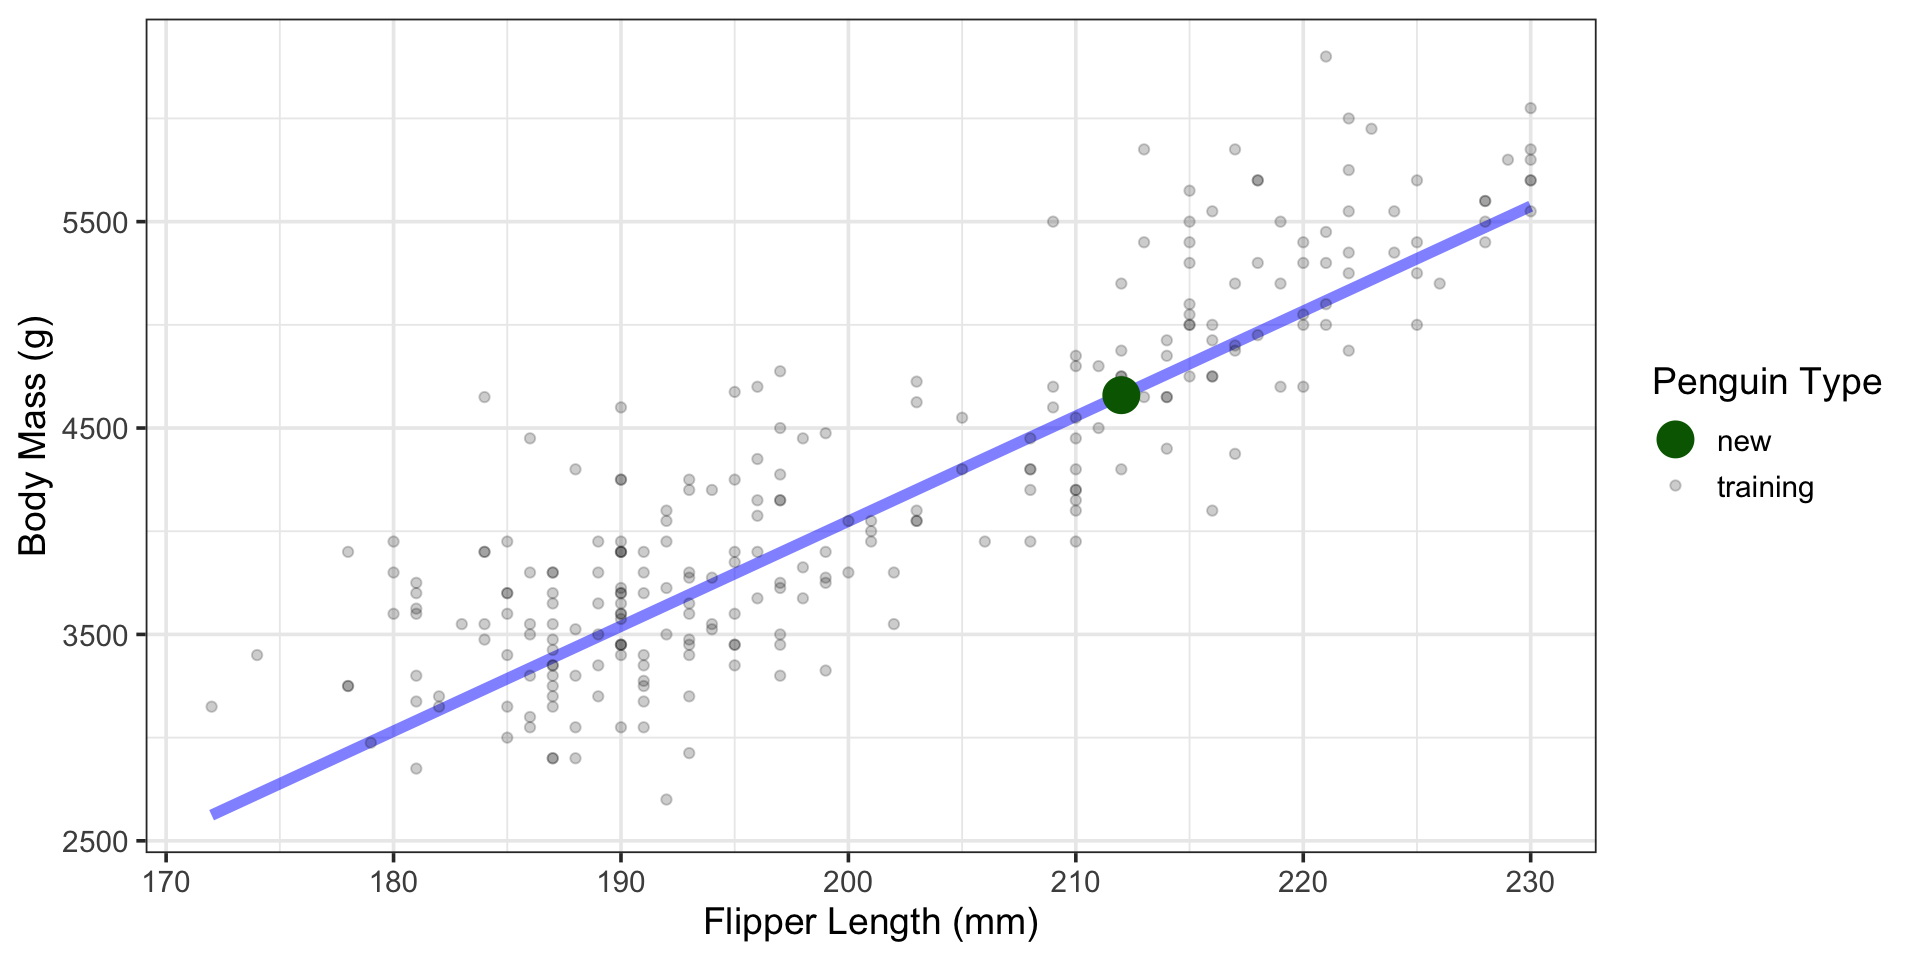 5500
4500
3500
2500
170 180 190 200 210 220 230
Flipper Length (mm)
Body Mass (g)
Penguin Type
new
training